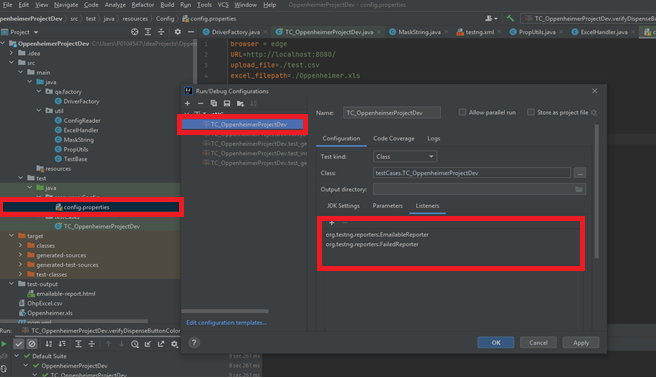 File Edit View Navigate Code Analyze Refactor Build Run Tools VCS Window Help OppenheimerProjectDev - config.properties
OppenheimerProjectDev src test java resources Config config.properties
TC_OppenheimerProjectDev.verifyDispenseBu
Project
DriverFactory.java TC_OppenheimerProjectDev.java MaskString.java testng.xml PropUtils.java ExcelHandler.java
OppenheimerProjectDev
.idea
src
main
java
qa.factory
DriverFactory
util
ConfigReader
ExcelHandler
MaskString
PropUtils
TestBase
resources
test
java
config.properties
TC_OppenheimerProjectDev
target
classes
generated-sources
generated-test-sources
test-classes
test-output
emailable-report.html
OhpExcel.csv
Oppenheimer.xls
browser = edge
URL=http://localhost:8080/
upload_file=./test.csv
excel_filepath=./Oppenheimer.xls
Run/Debug Configurations
TC_OppenheimerProjectDev
TC_OppenheimerProjectDev.test_ge
TC_OppenheimerProjectDev.test_in
TC_OppenheimerProjectDev.test_ge
Edit configuration templates...
Name: TC_OppenheimerProjectDev Allow parallel run Store as project file
Configuration Code Coverage Logs
Test kind: Class
Class: testCases.TC_OppenheimerProjectDev ...
Output directory:
JDK Settings Parameters Listeners
org.testng.reporters.EmailableReporter
org.testng.reporters.FailedReporter
? OK Cancel Apply
Run: TC_OppenheimerProjectDev.verifyDispenseButtonColor
Default Suite
OppenheimerProjectDev
TC_OppenheimerProjectDev